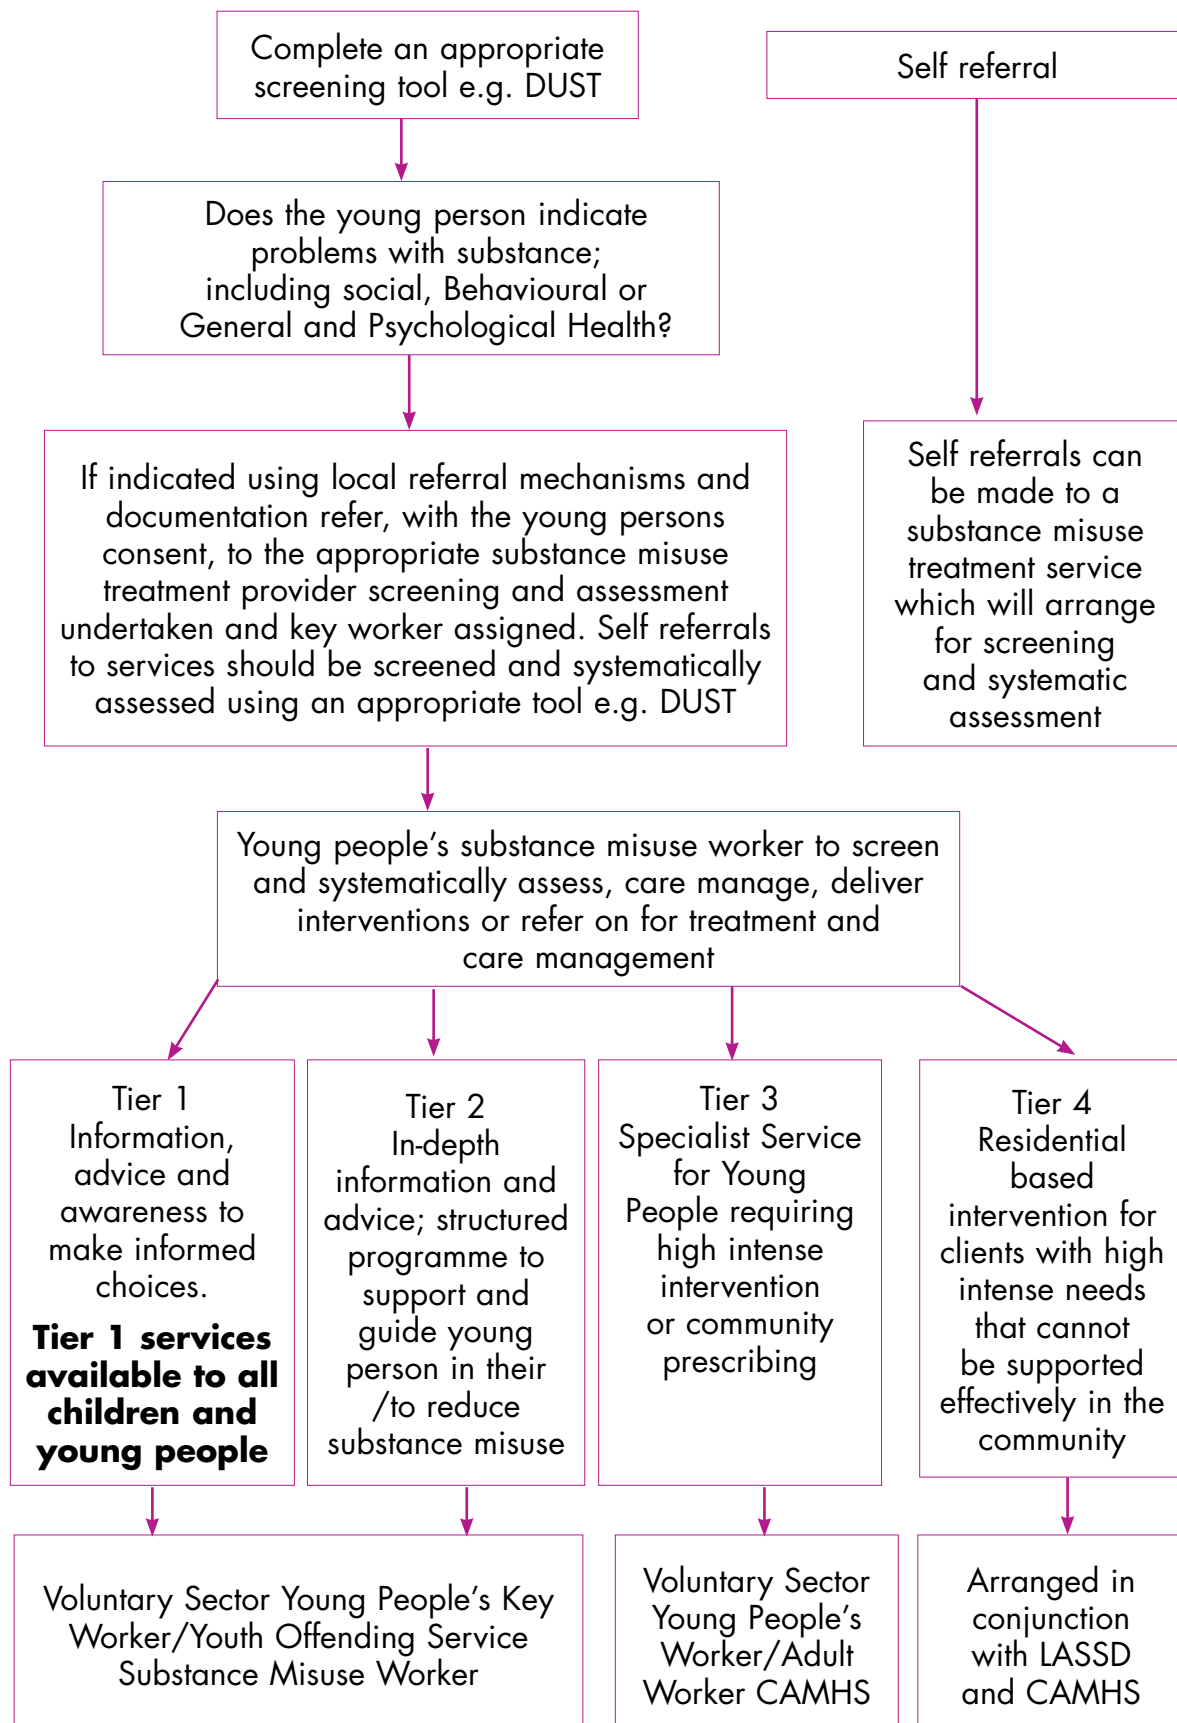 Complete an appropriate
screening tool e.g. DUST
Self referral
Does the young person indicate
problems with substance;
including social, Behavioural or
General and Psychological Health?
If indicated using local referral mechanisms and
documentation refer, with the young persons
consent, to the appropriate substance misuse
treatment provider screening and assessment
undertaken and key worker assigned. Self referrals
to services should be screened and systematically
assessed using an appropriate tool e.g. DUST
Self referrals can
be made to a
substance misuse
treatment service
which will arrange
for screening
and systematic
assessment
Young people’s substance misuse worker to screen
and systematically assess, care manage, deliver
interventions or refer on for treatment and
care management
Tier 1
Information,
advice and
awareness to
make informed
choices.
Tier 1 services
available to all
children and
young people
Tier 2
In-depth
information and
advice; structured
programme to
support and
guide young
person in their
/to reduce
substance misuse
Tier 3
Specialist Service
for Young
People requiring
high intense
intervention
or community
prescribing
Tier 4
Residential
based
intervention for
clients with high
intense needs
that cannot
be supported
effectively in the
community
Voluntary Sector Young People’s Key
Worker/Youth Offending Service
Substance Misuse Worker
Voluntary Sector
Young People’s
Worker/Adult
Worker CAMHS
Arranged in
conjunction
with LASSD
and CAMHS